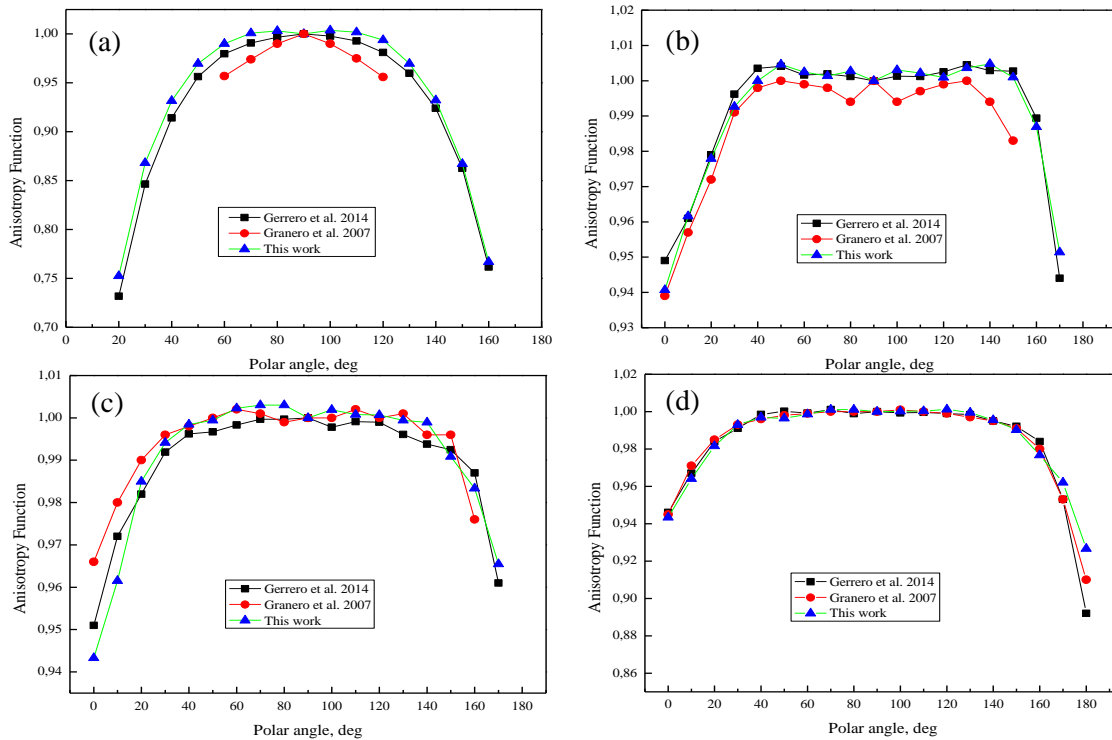 (a)
1,00
0,95
0,90
0,85
0,80
0,75
0,70
Anisotropy Function
Gerrero et al. 2014
Granero et al. 2007
This work
0 20 40 60 80 100 120 140 160 180
Polar angle, deg
(b)
1,02
1,01
1,00
0,99
0,98
0,97
0,96
0,95
0,94
0,93
Anisotropy Function
Gerrero et al. 2014
Granero et al. 2007
This work
0 20 40 60 80 100 120 140 160 180
Polar angle, deg
(c)
1,01
1,00
0,99
0,98
0,97
0,96
0,95
0,94
Anisotropy Function
Gerrero et al. 2014
Granero et al. 2007
This work
0 20 40 60 80 100 120 140 160 180
Polar angle, deg
(d)
1,02
1,00
0,98
0,96
0,94
0,92
0,90
0,88
0,86
Anisotropy Function
Gerrero et al. 2014
Granero et al. 2007
This work
0 20 40 60 80 100 120 140 160 180
Polar angle, deg